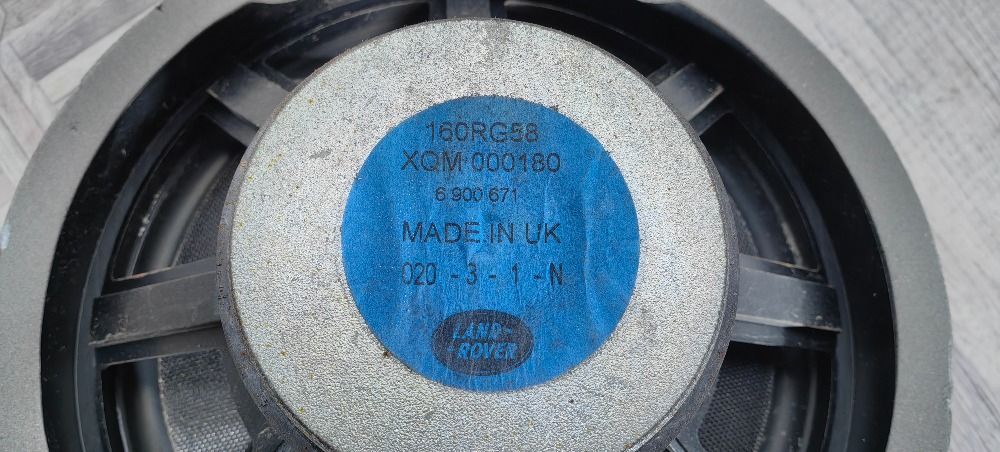 160RG58
XQM 000180
6 900 671
MADE IN UK
020 - 3 - 1 - N
LAND-
-ROVER